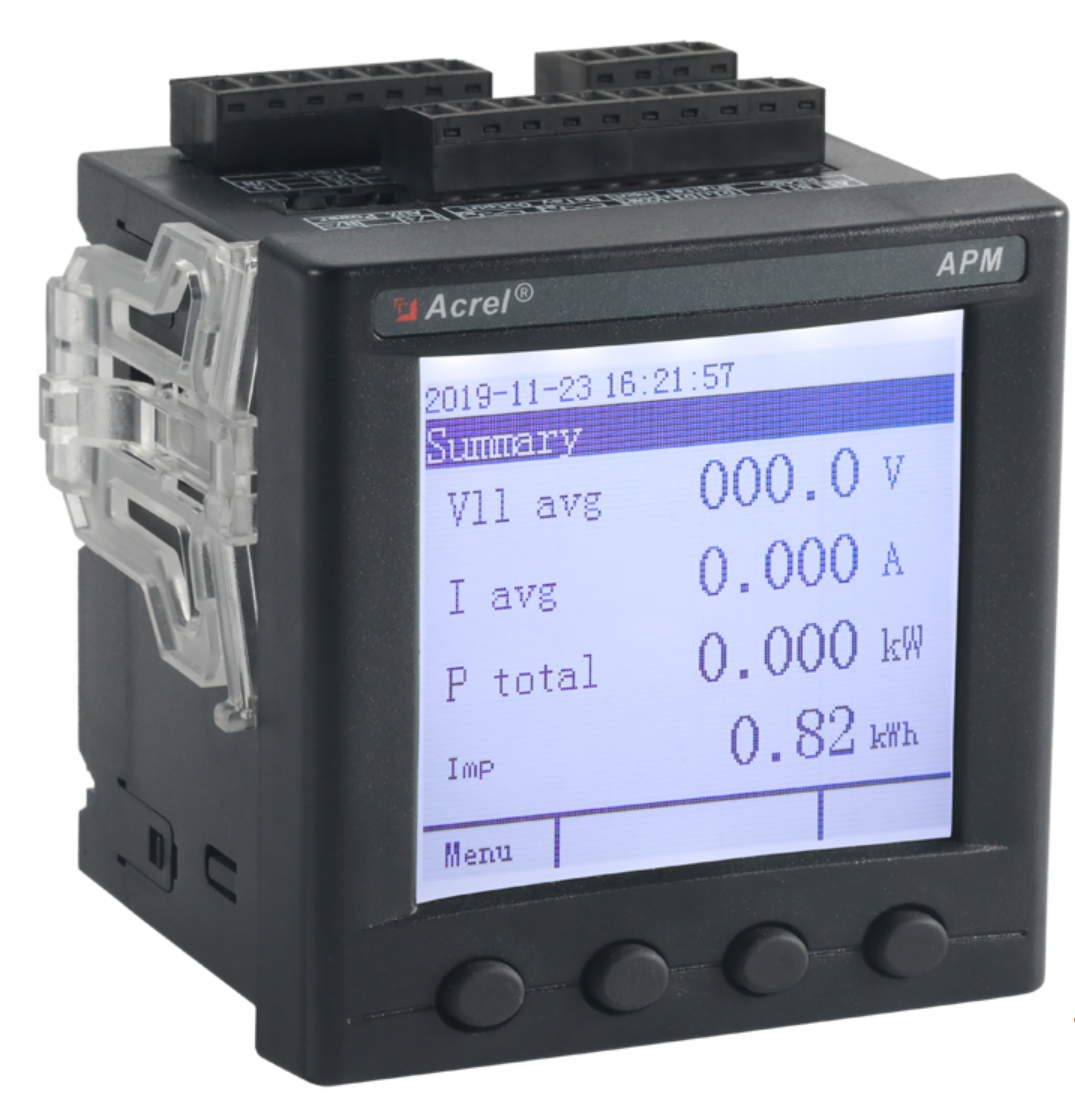 Acrel®
APM
2019-11-23 16:21:57
Summary
Vll avg 000.0 V
I avg 0.000 A
P total 0.000 kW
Imp 0.82 kWh
Menu